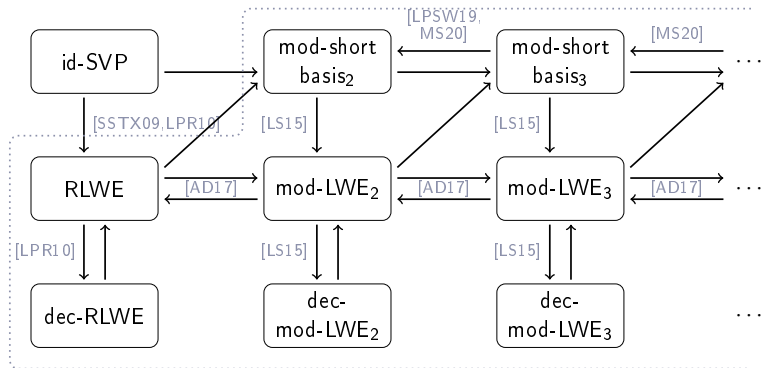 [LPSW19,
MS20]
[MS20]
id-SVP
mod-short
basis₂
mod-short
basis₃
...
[SSTX09,LPR10]
[LS15]
[LS15]
RLWE
[AD17]
mod-LWE₂
[AD17]
mod-LWE₃
[AD17]
...
[LPR10]
[LS15]
[LS15]
dec-RLWE
dec-
mod-LWE₂
dec-
mod-LWE₃
...